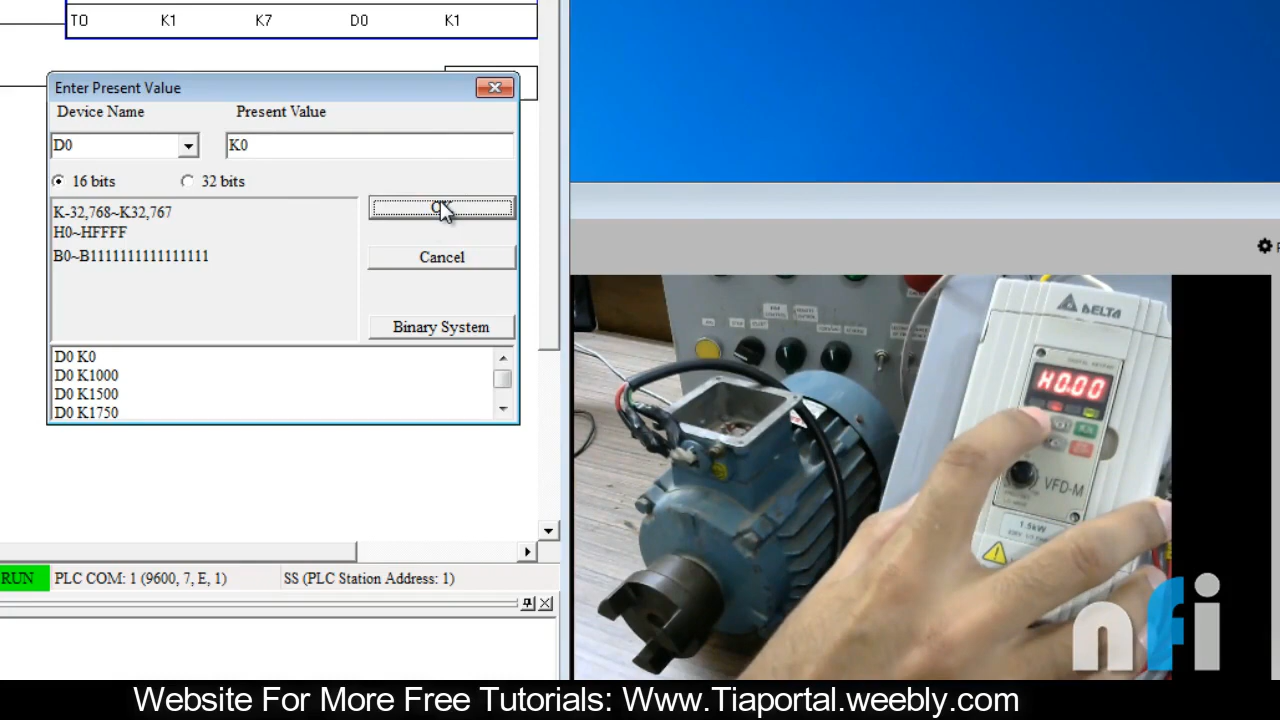 TO K1 K7 D0 K1
Enter Present Value
Device Name Present Value
D0 K0
16 bits 32 bits
K-32,768~K32,767
H0~HFFFF
B0~B1111111111111111
Cancel
Binary System
D0 K0
D0 K1000
D0 K1500
D0 K1750
RUN PLC COM: 1 (9600, 7, E, 1) SS (PLC Station Address: 1)
DELTA
H0.00
VFD-M
1.5kW
nfi
Website For More Free Tutorials: Www.Tiaportal.weebly.com